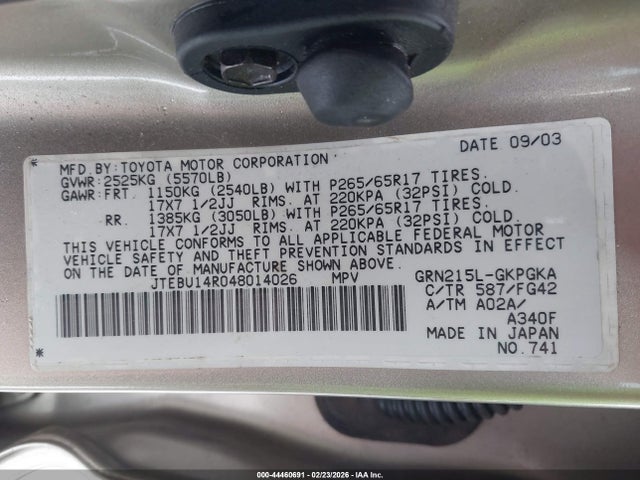 DATE 09/03
MFD.BY:TOYOTA MOTOR CORPORATION
GVWR:2525KG (5570LB)
GAWR:FRT. 1150KG (2540LB) WITH P265/65R17 TIRES.
17X7 1/2JJ RIMS. AT 220KPA (32PSI) COLD.
RR. 1385KG (3050LB) WITH P265/65R17 TIRES.
17X7 1/2JJ RIMS. AT 220KPA (32PSI) COLD.
THIS VEHICLE CONFORMS TO ALL APPLICABLE FEDERAL MOTOR
VEHICLE SAFETY AND THEFT PREVENTION STANDARDS IN EFFECT
ON THE DATE OF MANUFACTURE SHOWN ABOVE.
JTEBU14R048014026 MPV
GRN215L-GKPGKA
C/TR 587/FG42
A/TM A02A/
A340F
MADE IN JAPAN
NO.741
000-44460691 - 02/23/2026 - IAAI.com